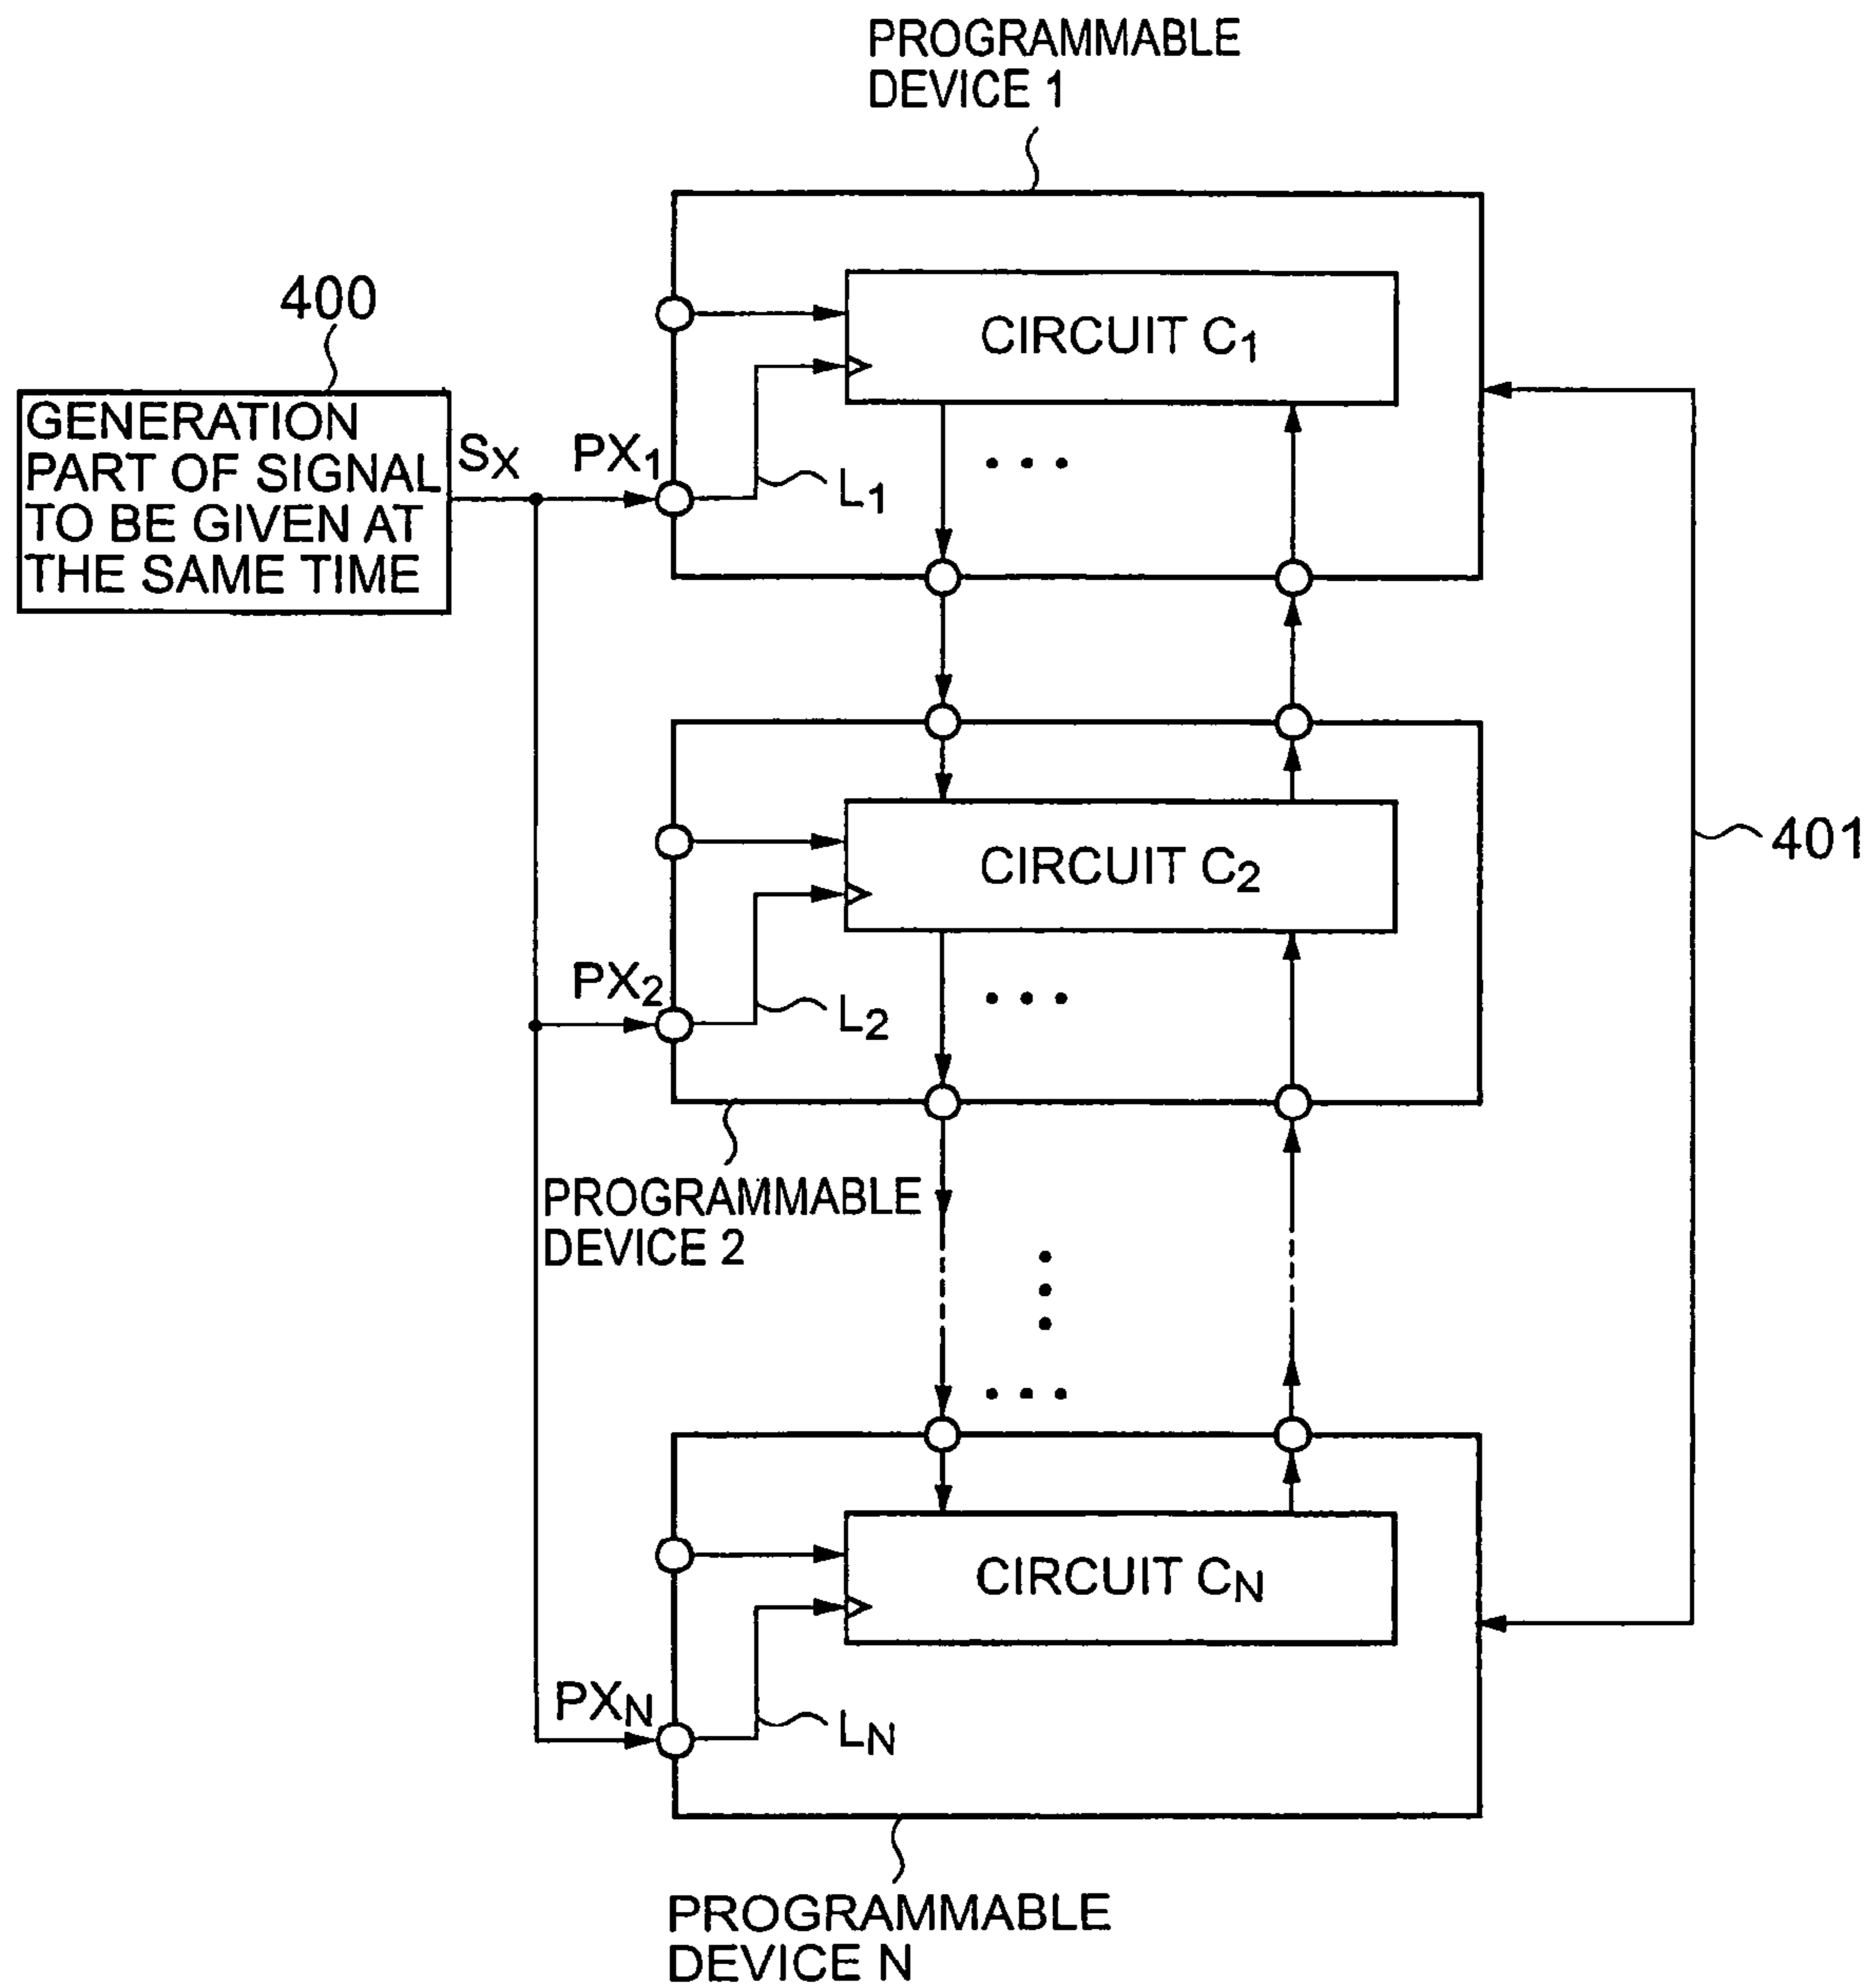 PROGRAMMABLE
DEVICE 1
400
GENERATION
PART OF SIGNAL
TO BE GIVEN AT
THE SAME TIME
SX
PX1
L1
CIRCUIT C1
CIRCUIT C2
401
PX2
L2
PROGRAMMABLE
DEVICE 2
CIRCUIT CN
PXN
LN
PROGRAMMABLE
DEVICE N